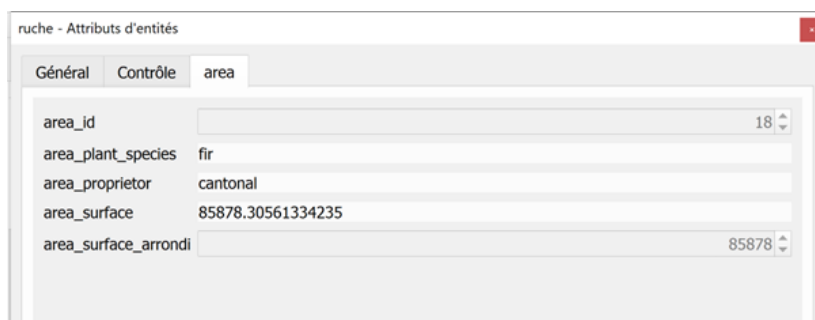 ruche - Attributs d'entités
Général Contrôle area
area_id 18
area_plant_species fir
area_proprietor cantonal
area_surface 85878.30561334235
area_surface_arrondi 85878